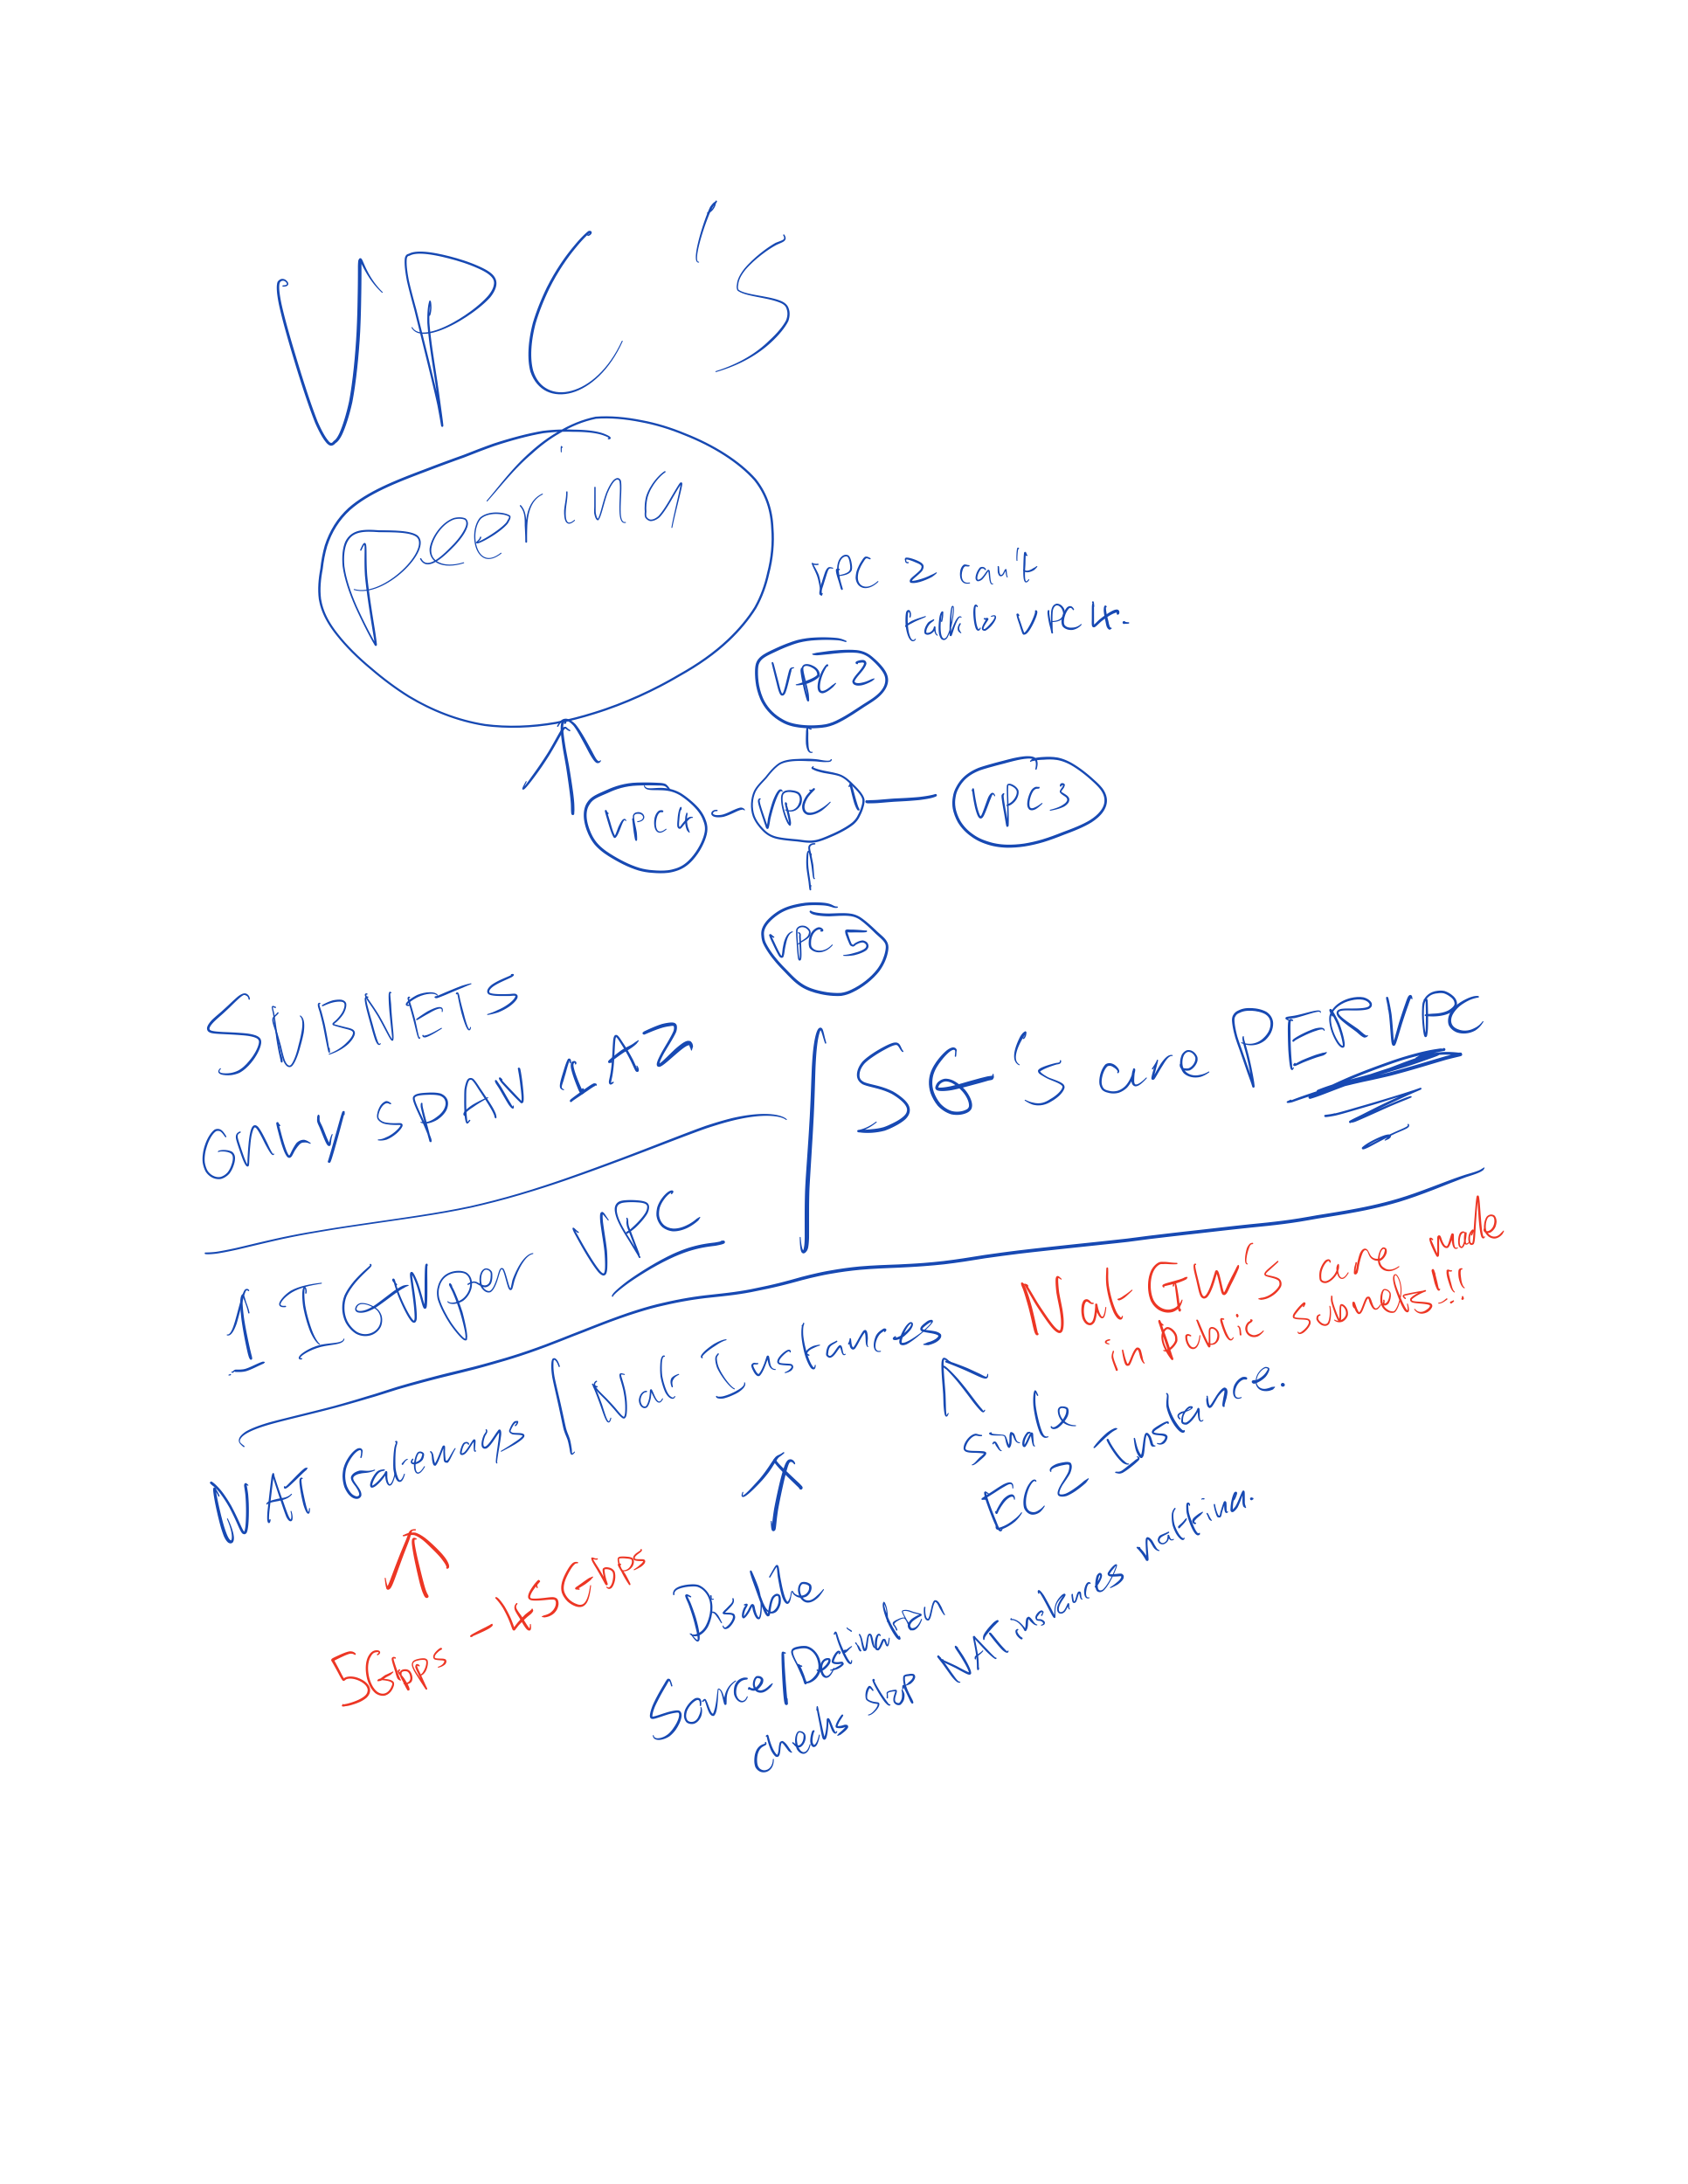 VPC's
Peering
VPC 2 can't
talk to VPC 4.
VPC 2
VPC 4
VPC 1
VPC 3
VPC 5
SUBNETS
ONLY SPAN 1 AZ
SG's are PER VPC
1 IGW per VPC
NAT Gateways | Nat Instances
Nat GW's are made
in public subnets!!!
Single
EC2 Instance.
5Gbps - 45Gbps
Disable
Source/Destination
checks stop NAT instances natting.